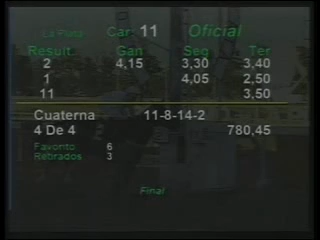 La Plata Car. 11 Oficial
Result. Gan Seg Ter
2 4,15 3,30 3,40
1 4,05 2,50
11 3,50
Cuaterna 11-8-14-2
4 De 4 780,45
Favorito 6
Retirados 3
Final